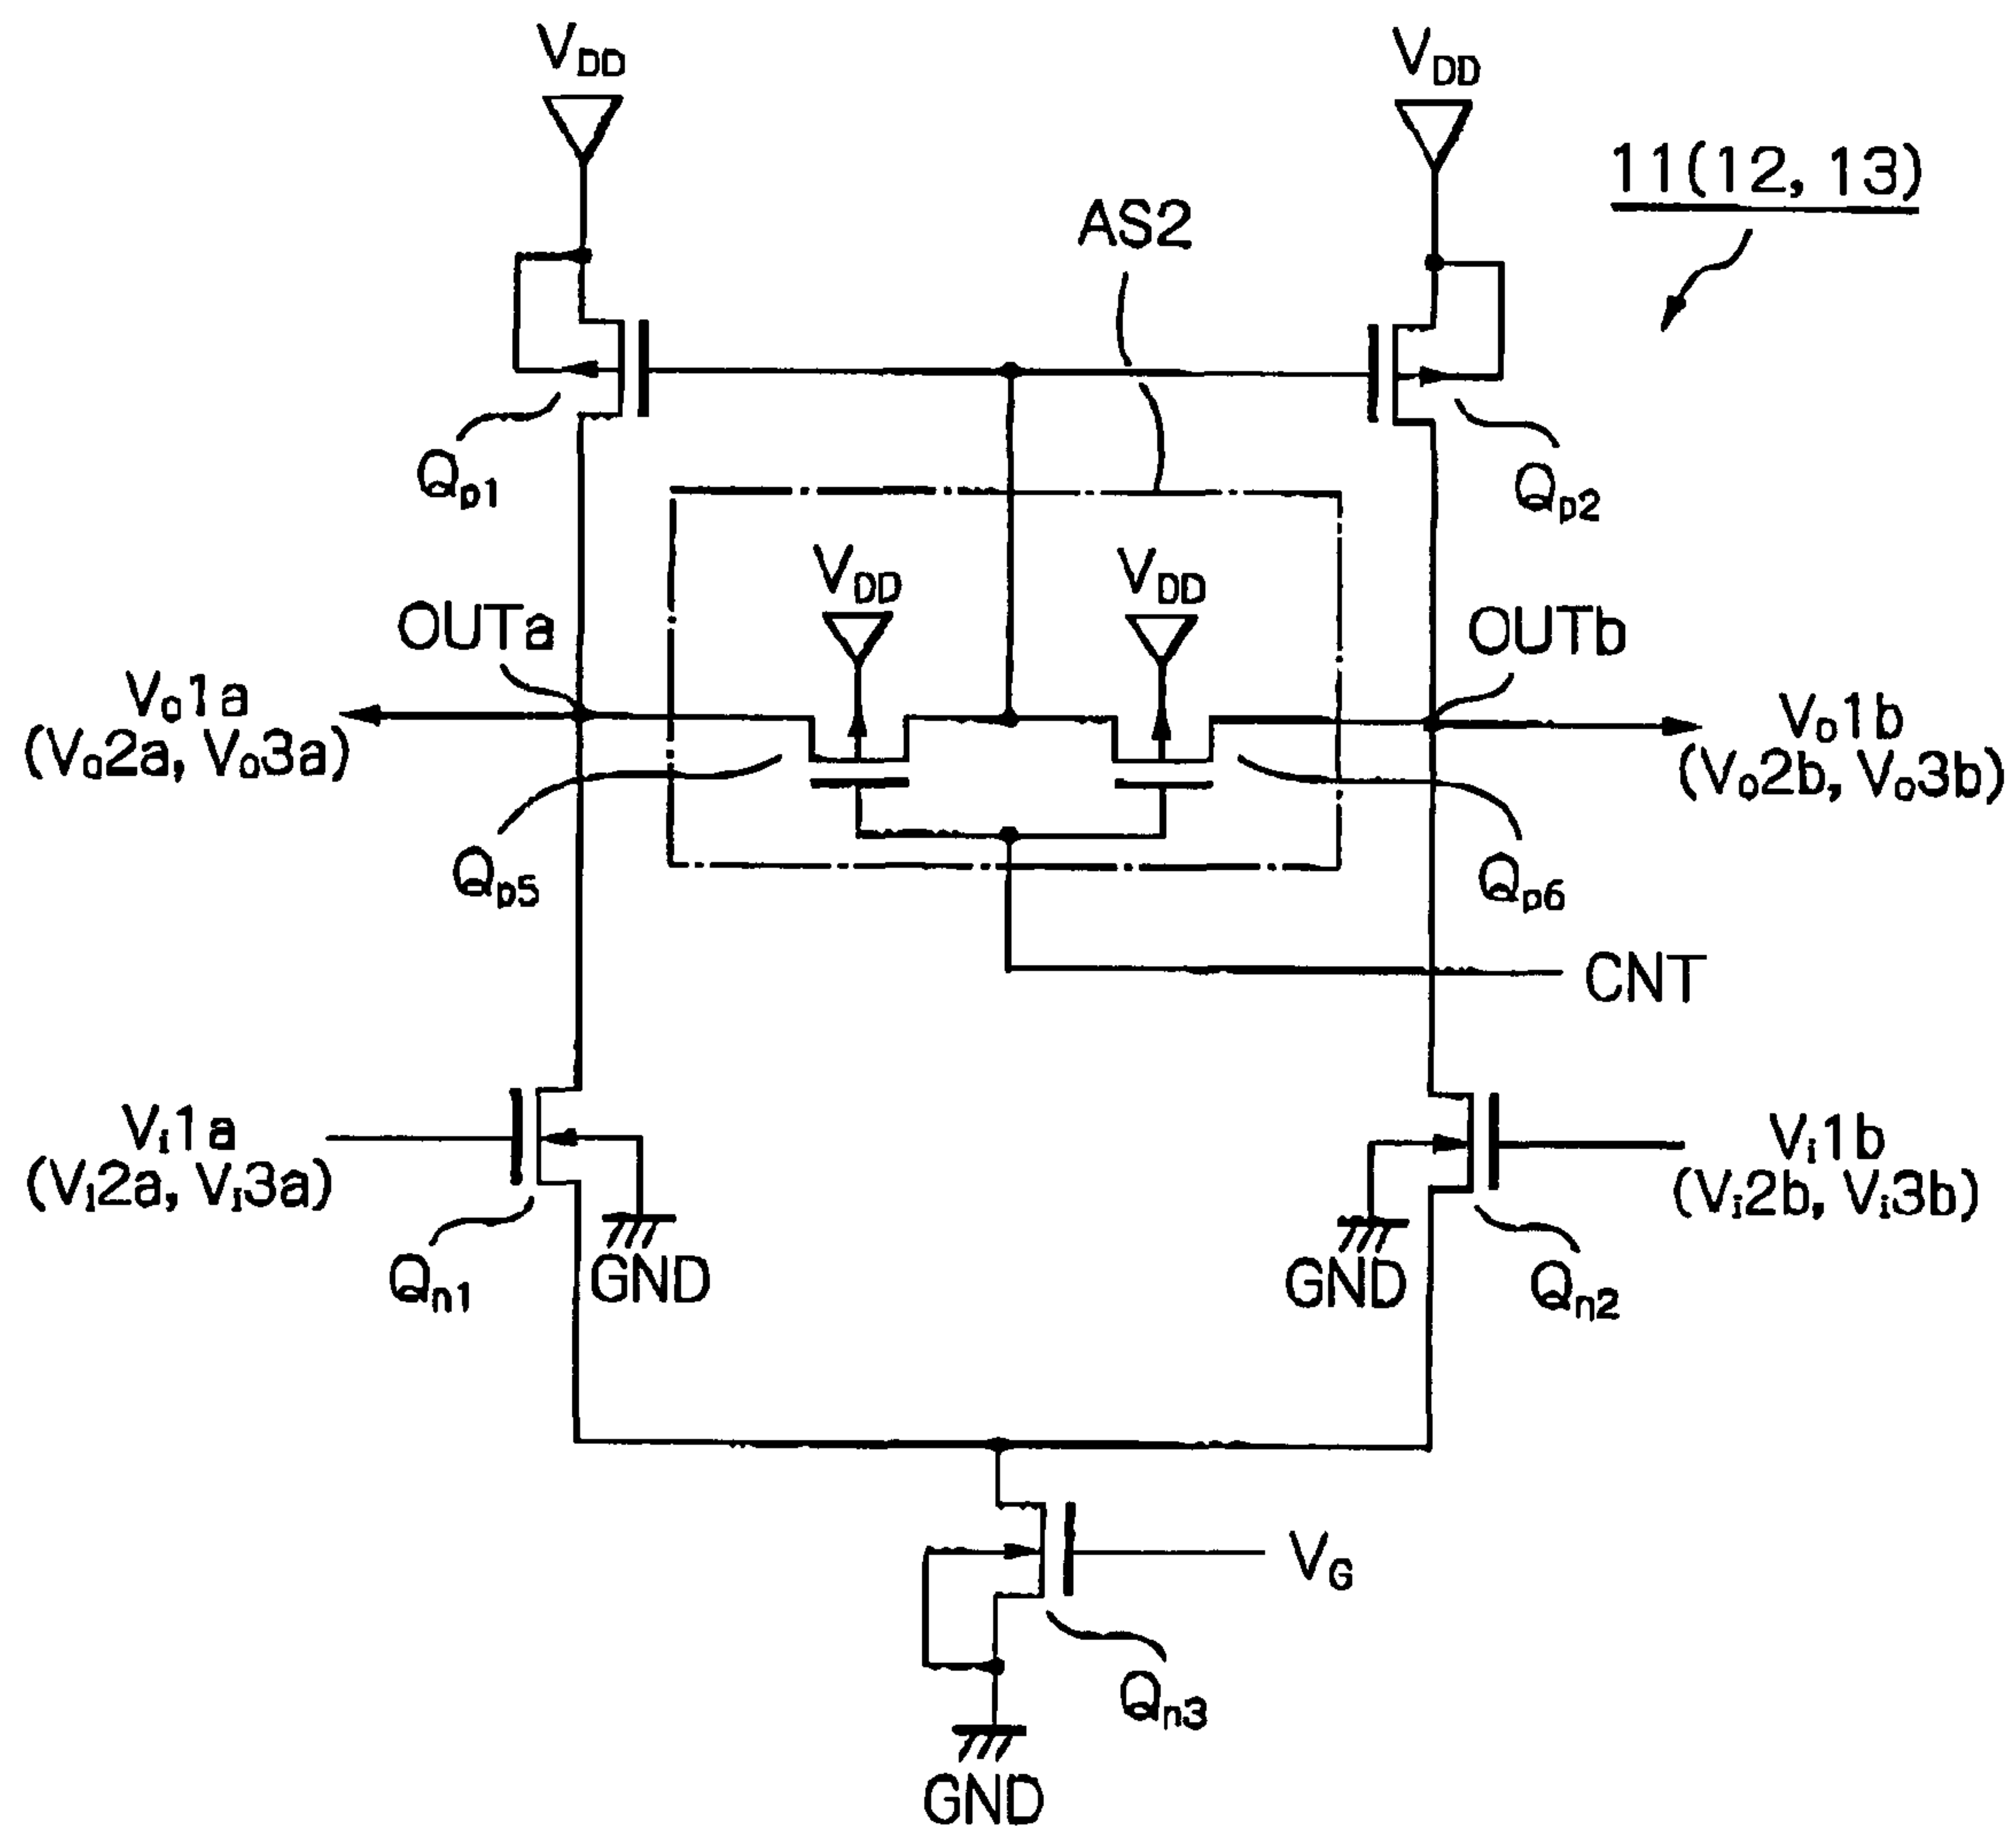 VDD
VDD
11(12, 13)
AS2
Qp1
Qp2
VDD
VDD
OUTa
OUTb
Vo1a
(Vo2a, Vo3a)
Vo1b
(Vo2b, Vo3b)
Qp5
Qp6
CNT
Vi1a
(Vi2a, Vi3a)
Vi1b
(Vi2b, Vi3b)
Qn1
GND
GND
Qn2
VG
Qn3
GND